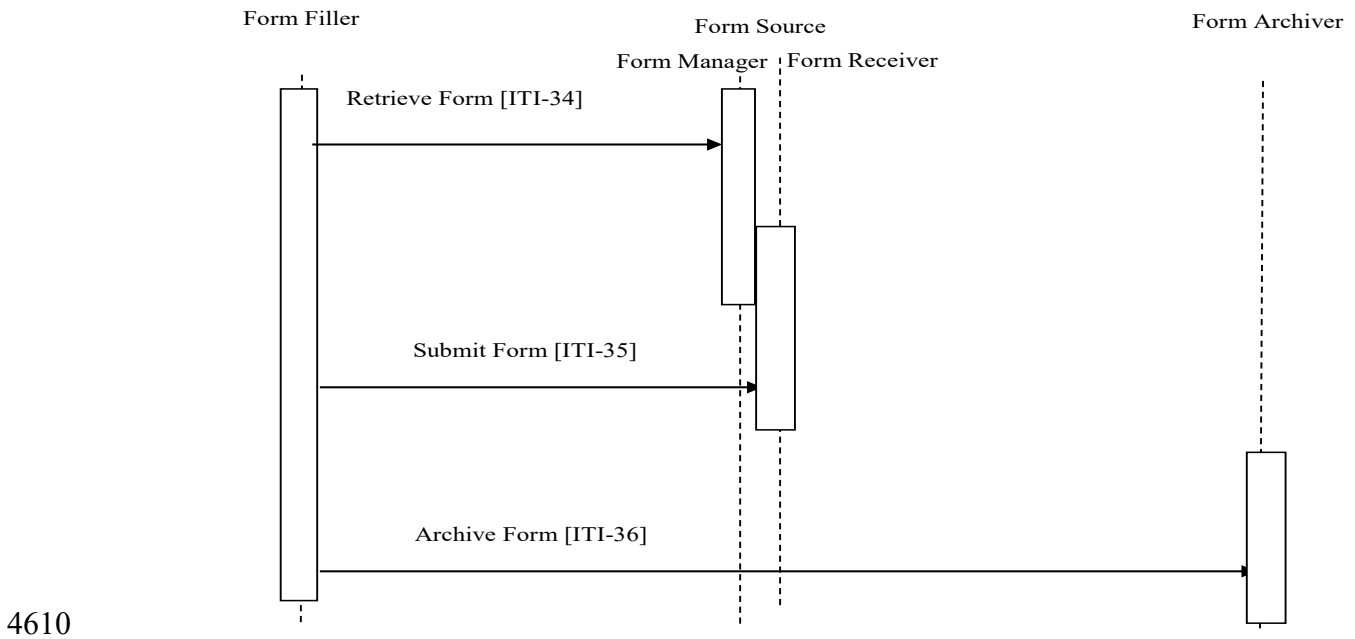 Form Filler
Form Source
Form Archiver
Form Manager
Form Receiver
Retrieve Form [ITI-34]
Submit Form [ITI-35]
Archive Form [ITI-36]
4610